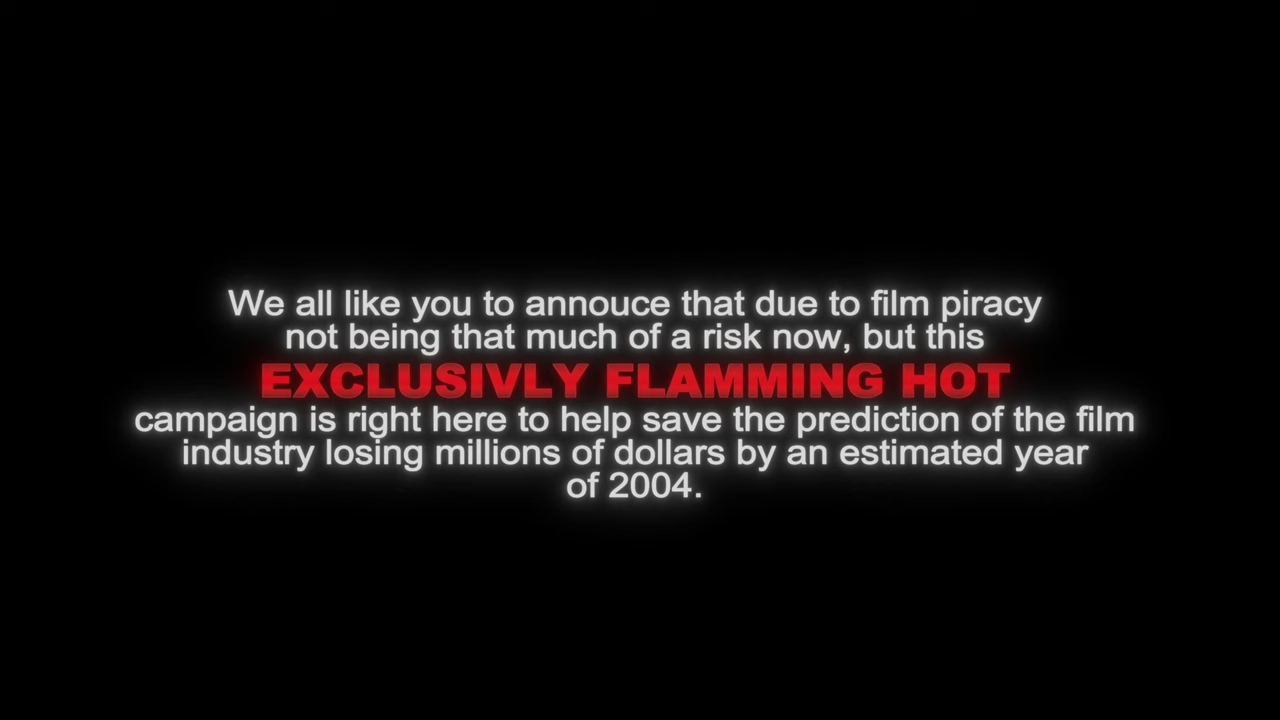 We all like you to annouce that due to film piracy
not being that much of a risk now, but this
EXCLUSIVLY FLAMMING HOT
campaign is right here to help save the prediction of the film
industry losing millions of dollars by an estimated year
of 2004.